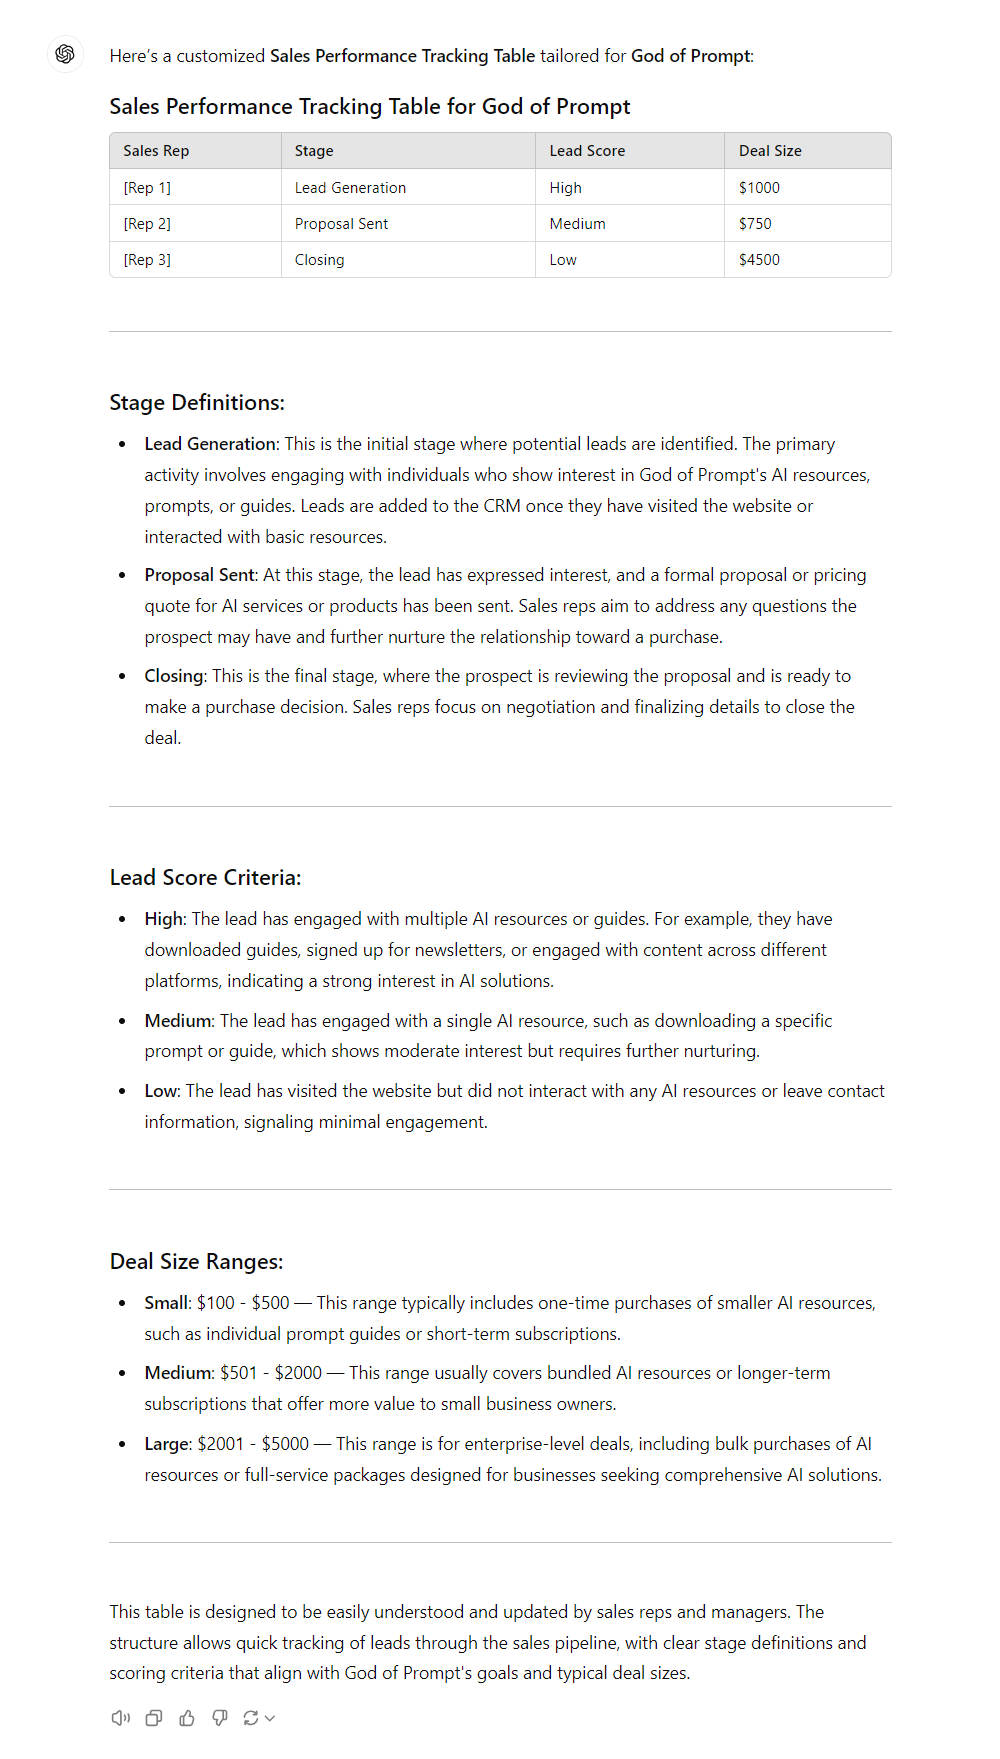 Here's a customized Sales Performance Tracking Table tailored for God of Prompt:
Sales Performance Tracking Table for God of Prompt
Sales Rep Stage Lead Score Deal Size
[Rep 1] Lead Generation High $1000
[Rep 2] Proposal Sent Medium $750
[Rep 3] Closing Low $4500
Stage Definitions:
• Lead Generation: This is the initial stage where potential leads are identified. The primary
activity involves engaging with individuals who show interest in God of Prompt's AI resources,
prompts, or guides. Leads are added to the CRM once they have visited the website or
interacted with basic resources.
• Proposal Sent: At this stage, the lead has expressed interest, and a formal proposal or pricing
quote for AI services or products has been sent. Sales reps aim to address any questions the
prospect may have and further nurture the relationship toward a purchase.
• Closing: This is the final stage, where the prospect is reviewing the proposal and is ready to
make a purchase decision. Sales reps focus on negotiation and finalizing details to close the
deal.
Lead Score Criteria:
• High: The lead has engaged with multiple AI resources or guides. For example, they have
downloaded guides, signed up for newsletters, or engaged with content across different
platforms, indicating a strong interest in AI solutions.
• Medium: The lead has engaged with a single AI resource, such as downloading a specific
prompt or guide, which shows moderate interest but requires further nurturing.
• Low: The lead has visited the website but did not interact with any AI resources or leave contact
information, signaling minimal engagement.
Deal Size Ranges:
• Small: $100 - $500 — This range typically includes one-time purchases of smaller AI resources,
such as individual prompt guides or short-term subscriptions.
• Medium: $501 - $2000 — This range usually covers bundled AI resources or longer-term
subscriptions that offer more value to small business owners.
• Large: $2001 - $5000 — This range is for enterprise-level deals, including bulk purchases of AI
resources or full-service packages designed for businesses seeking comprehensive AI solutions.
This table is designed to be easily understood and updated by sales reps and managers. The
structure allows quick tracking of leads through the sales pipeline, with clear stage definitions and
scoring criteria that align with God of Prompt's goals and typical deal sizes.